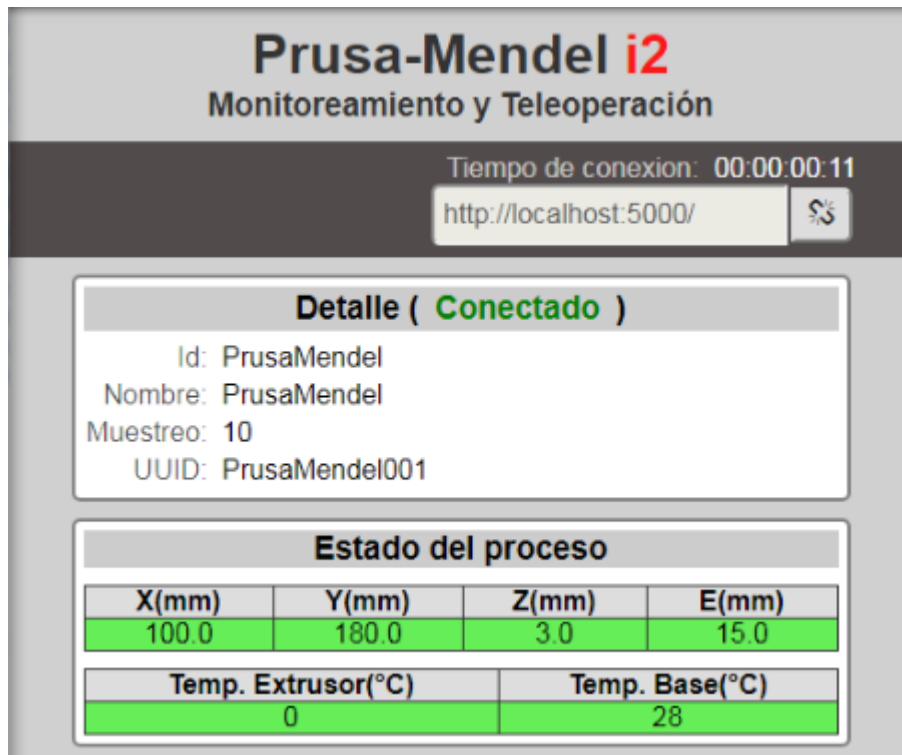 Prusa-Mendel i2
Monitoreamiento y Teleoperación
Tiempo de conexion: 00:00:00:11
http://localhost:5000/
Detalle ( Conectado )
Id: PrusaMendel
Nombre: PrusaMendel
Muestreo: 10
UUID: PrusaMendel001
Estado del proceso
X(mm) Y(mm) Z(mm) E(mm)
100.0 180.0 3.0 15.0
Temp. Extrusor(°C) Temp. Base(°C)
0 28